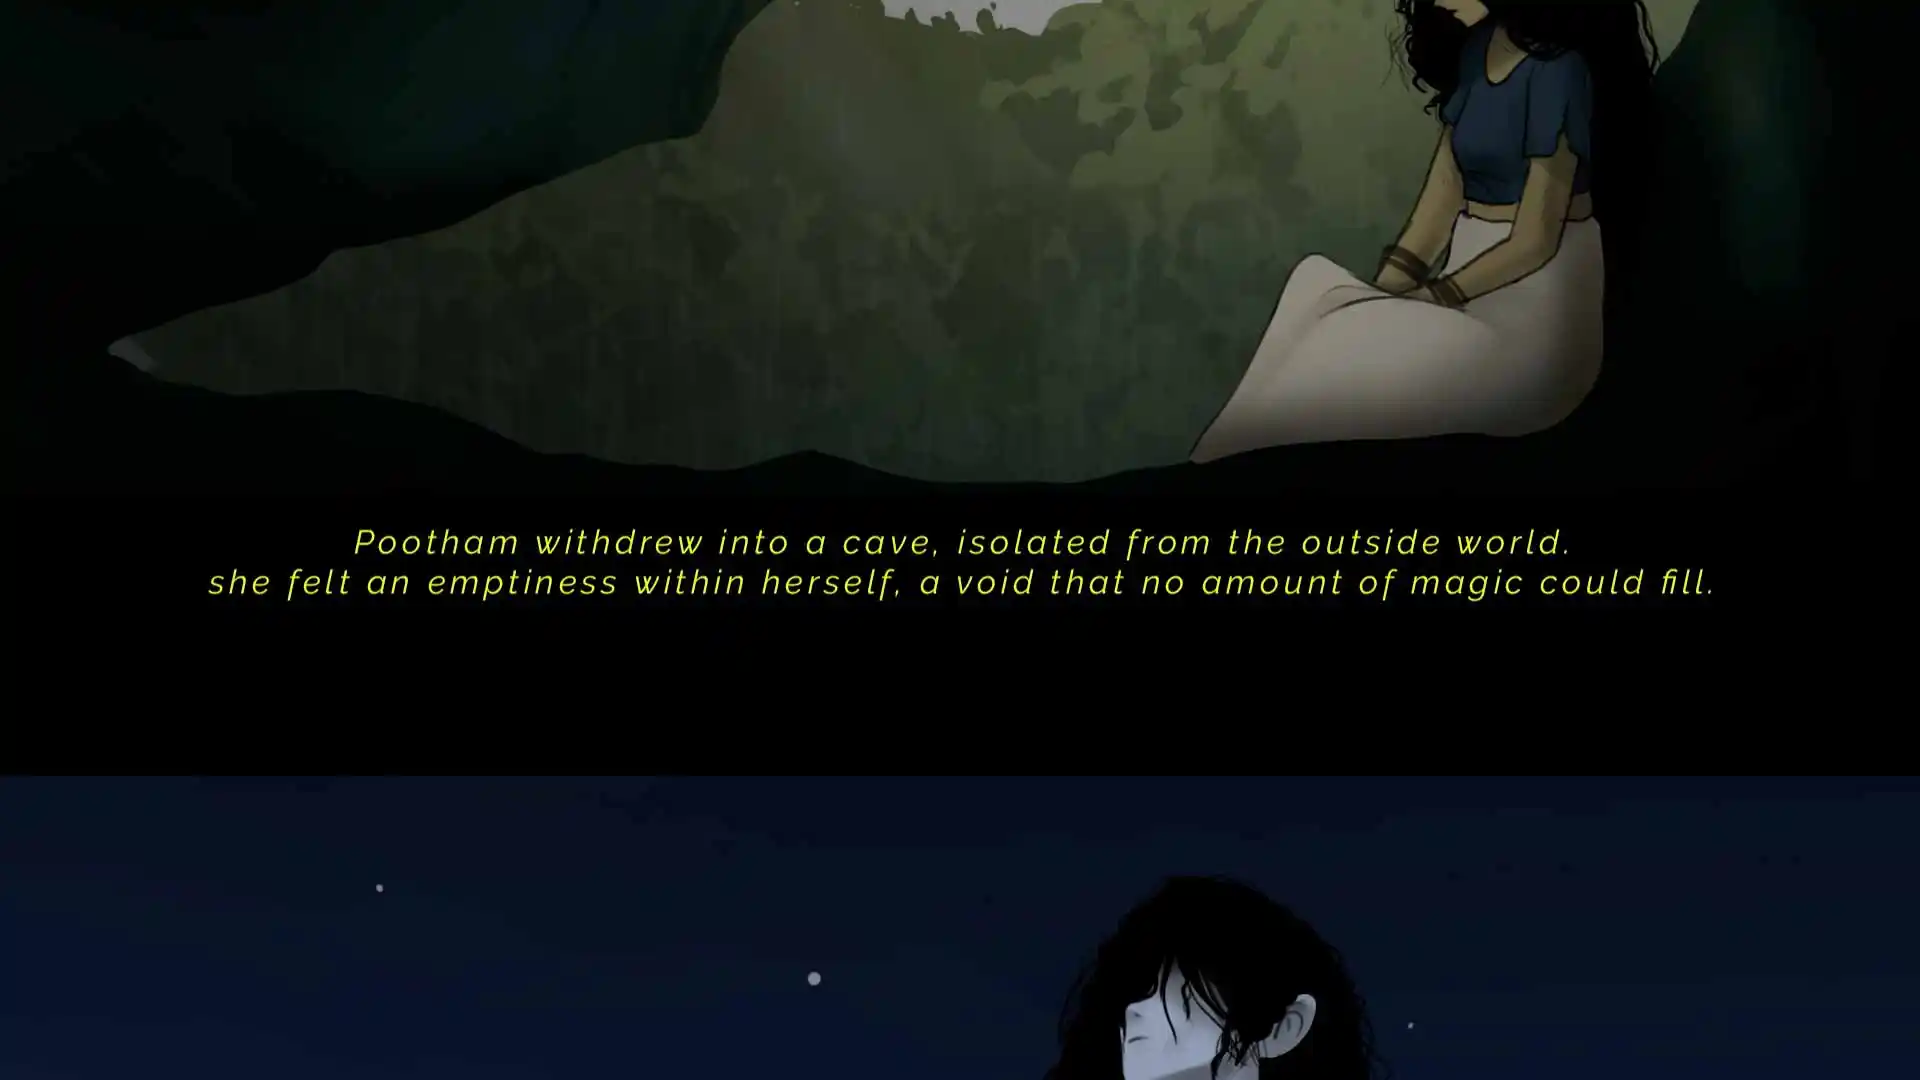 Pootham withdrew into a cave, isolated from the outside world.
she felt an emptiness within herself, a void that no amount of magic could fill.